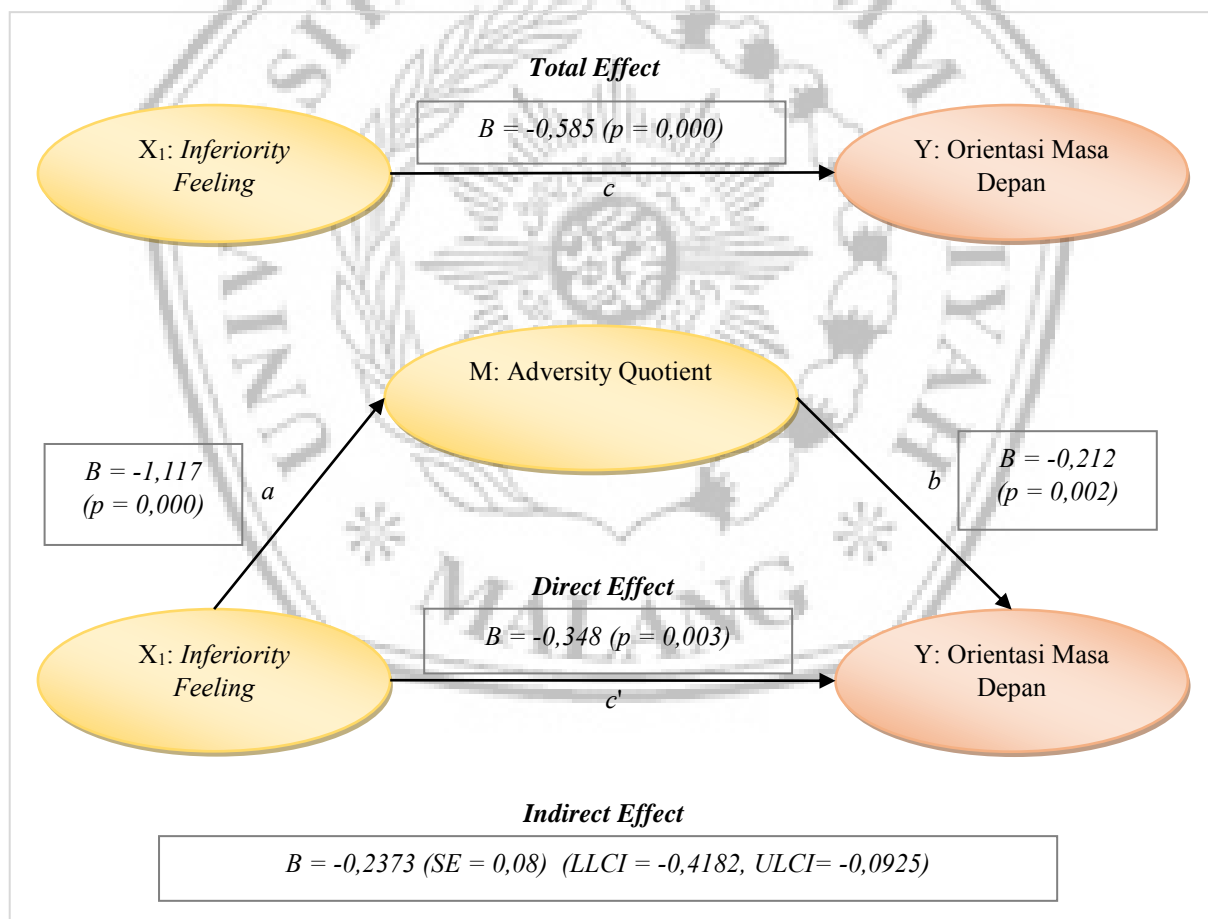 Total Effect
B = -0,585 (p = 0,000)
X₁: Inferiority
Feeling
c
Y: Orientasi Masa
Depan
M: Adversity Quotient
B = -1,117
(p = 0,000)
a
B = -0,212
(p = 0,002)
b
Direct Effect
B = -0,348 (p = 0,003)
X₁: Inferiority
Feeling
c'
Y: Orientasi Masa
Depan
Indirect Effect
B = -0,2373 (SE = 0,08) (LLCI = -0,4182, ULCI= -0,0925)
MALANG